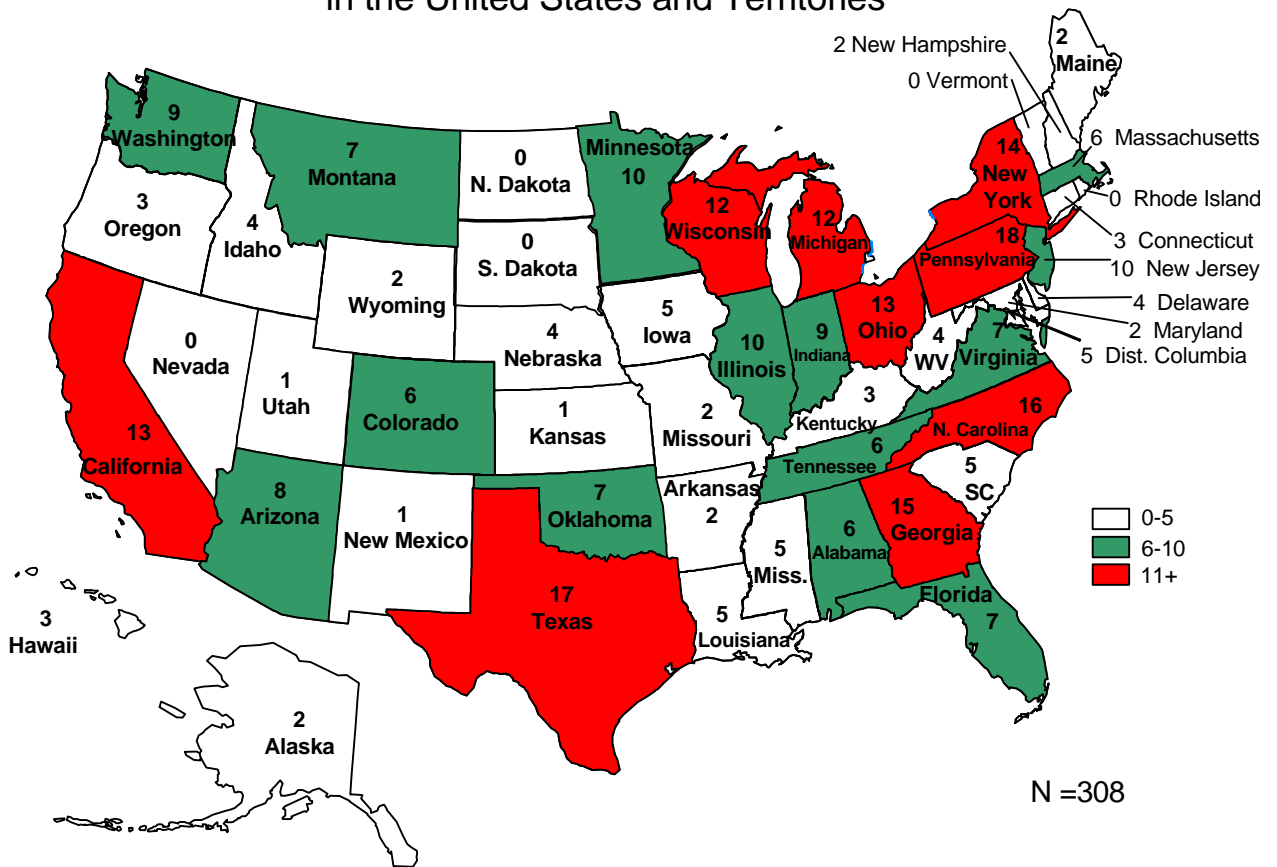 in the United States and Territories
2 New Hampshire
0 Vermont
2
Maine
6 Massachusetts
0 Rhode Island
3 Connecticut
10 New Jersey
4 Delaware
2 Maryland
5 Dist. Columbia
9
Washington
7
Montana
0
N. Dakota
Minnesota
10
3
Oregon
4
Idaho
2
Wyoming
0
S. Dakota
12
Wisconsin
12
Michigan
14
New
York
18
Pennsylvania
0
Nevada
1
Utah
6
Colorado
4
Nebraska
5
Iowa
10
Illinois
9
Indiana
13
Ohio
4
WV
7
Virginia
13
California
1
Kansas
2
Missouri
3
Kentucky
16
N. Carolina
6
Tennessee
5
SC
8
Arizona
1
New Mexico
7
Oklahoma
Arkansas
2
5
Miss.
6
Alabama
15
Georgia
17
Texas
5
Louisiana
Florida
7
3
Hawaii
2
Alaska
0-5
6-10
11+
N =308